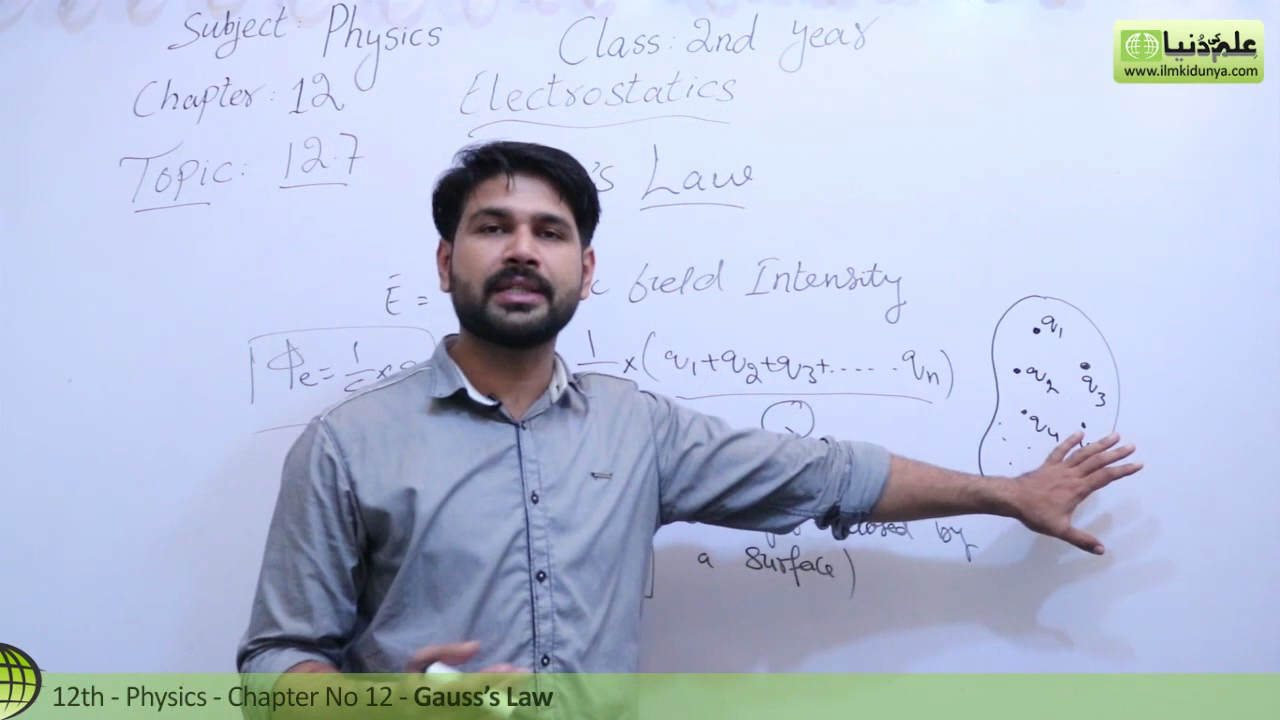 Subject: Physics Class: 2nd year
علم کی دُنیا
www.ilmkidunya.com
Chapter: 12 Electrostatics
Topic: 12.7 's Law
Ē = field Intensity
Φe = 1/ε × 1/ × (q1+q2+q3+.....qn)
q1
q2
q3
q4
by
a surface)
12th - Physics - Chapter No 12 - Gauss's Law